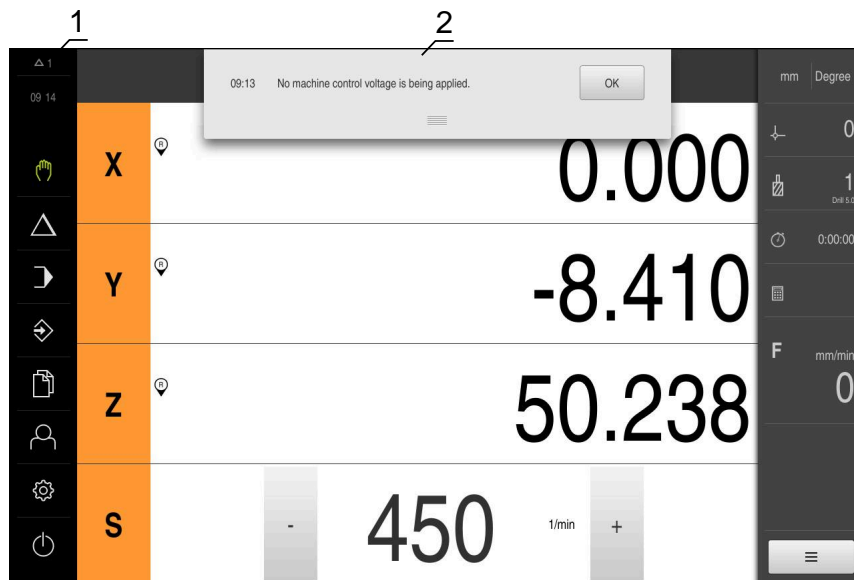 1
2
△ 1
09 14
09:13 No machine control voltage is being applied. OK
mm Degree
X R 0.000
Y R -8.410
Z R 50.238
S - 450 1/min +
0
1
Drill 5.0
0:00:00
F mm/min
0